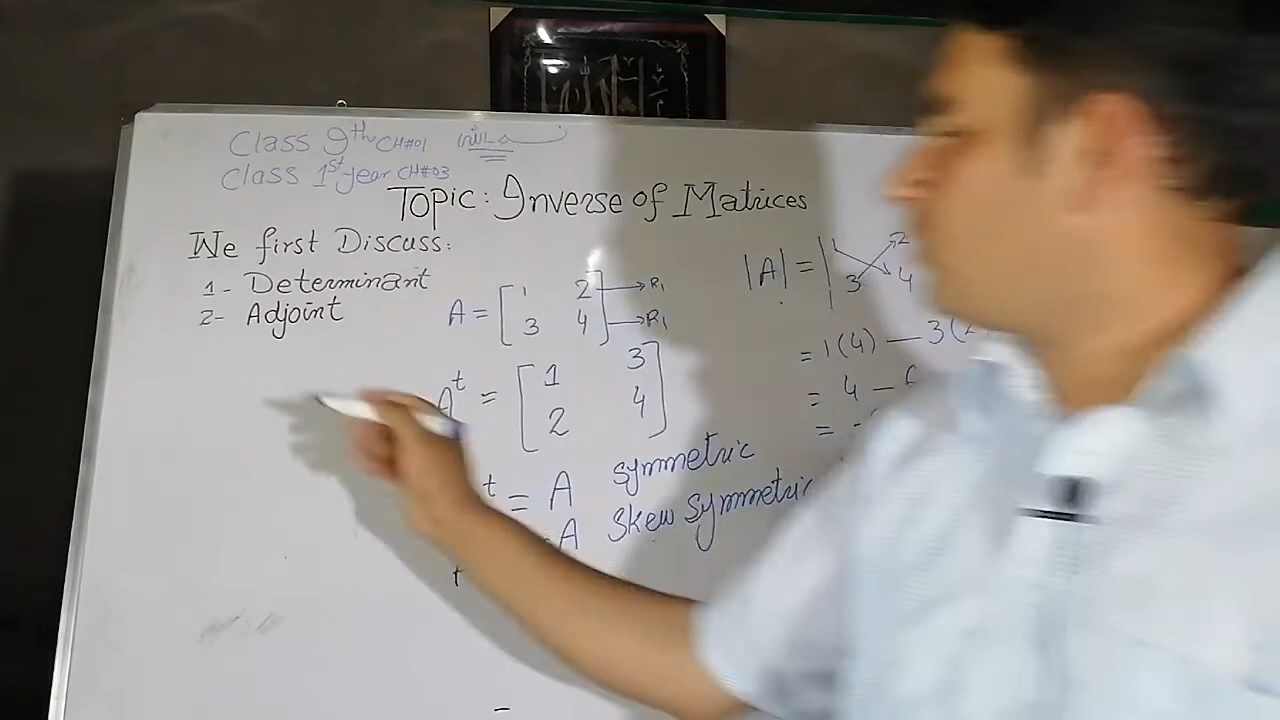 Class 9th CH#01
Class 1st year CH#03
Topic: Inverse of Matrices
We first Discuss:
1- Determinant
2- Adjoint
A = [1 2 → R1
3 4] → R1
A^t = [1 3
2 4]
t = A symmetric
A Skew symmetric
t
|A| = |1 2
3 4
= 1(4) — 3(2
= 4 —
= -